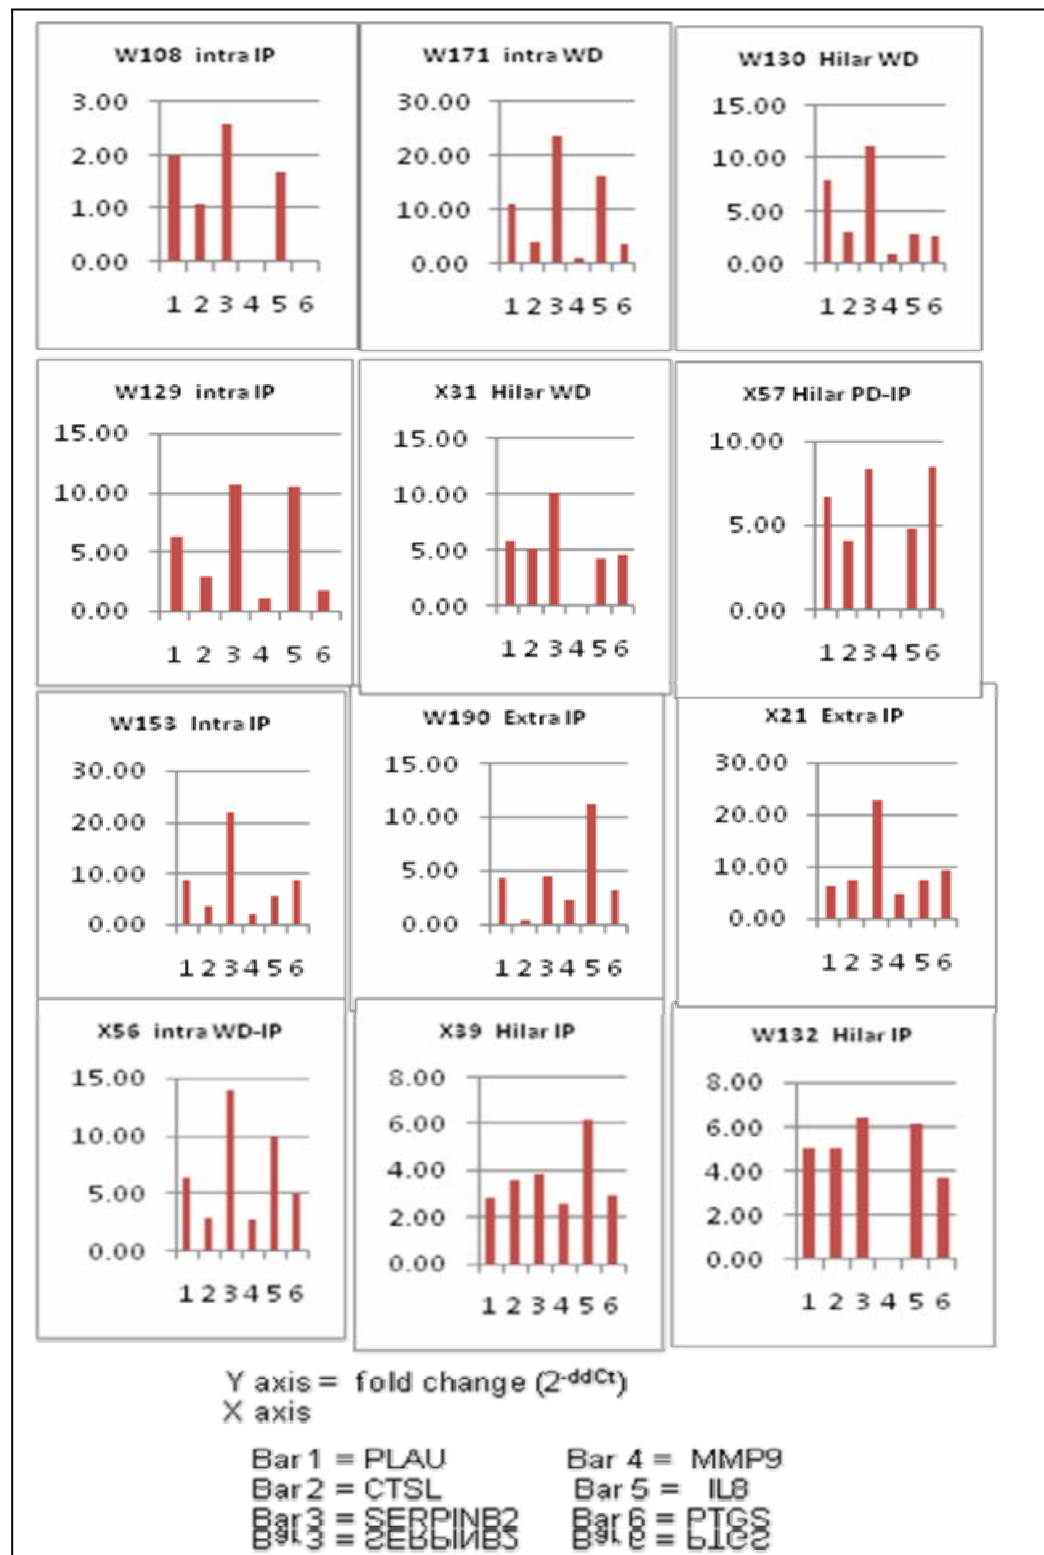 W108 intra IP
3.00
2.00
1.00
0.00
1 2 3 4 5 6
W171 intra WD
30.00
20.00
10.00
0.00
1 2 3 4 5 6
W130 Hilar WD
15.00
10.00
5.00
0.00
1 2 3 4 5 6
W129 intra IP
15.00
10.00
5.00
0.00
1 2 3 4 5 6
X31 Hilar WD
15.00
10.00
5.00
0.00
1 2 3 4 5 6
X57 Hilar PD-IP
10.00
5.00
0.00
1 2 3 4 5 6
W153 Intra IP
30.00
20.00
10.00
0.00
1 2 3 4 5 6
W190 Extra IP
15.00
10.00
5.00
0.00
1 2 3 4 5 6
X21 Extra IP
30.00
20.00
10.00
0.00
1 2 3 4 5 6
X56 intra WD-IP
15.00
10.00
5.00
0.00
1 2 3 4 5 6
X39 Hilar IP
8.00
6.00
4.00
2.00
0.00
1 2 3 4 5 6
W132 Hilar IP
8.00
6.00
4.00
2.00
0.00
1 2 3 4 5 6
Y axis = fold change (2-ddCt)
X axis
Bar 1 = PLAU Bar 4 = MMP9
Bar 2 = CTSL Bar 5 = IL8
Bar 3 = SERPINB2 Bar 6 = PTGS